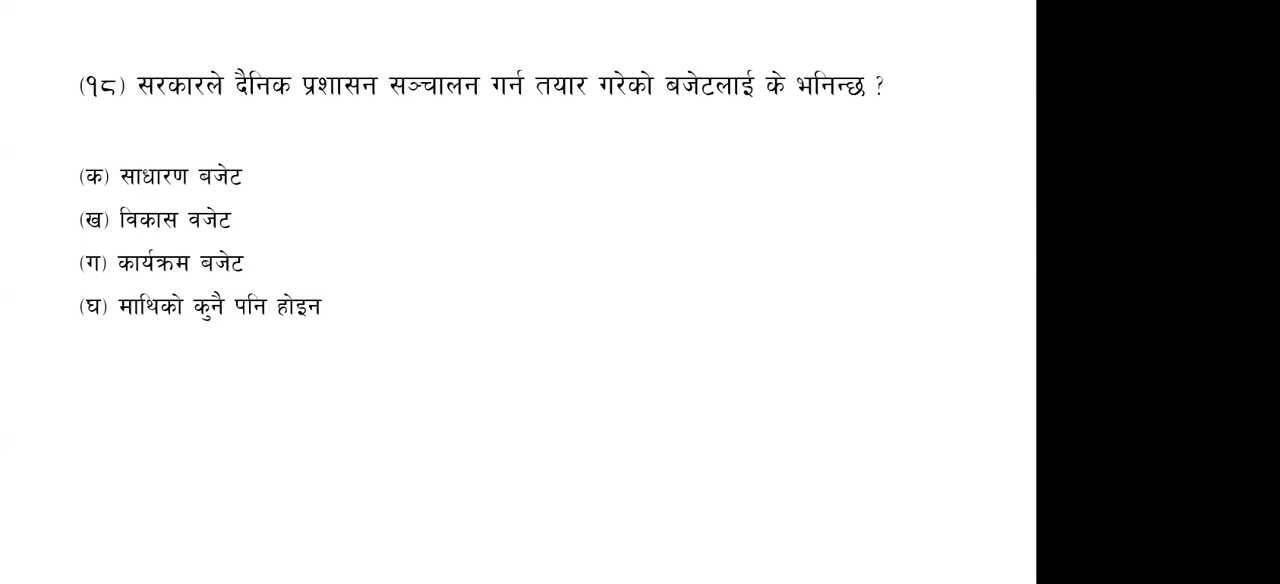 (१८) सरकारले दैनिक प्रशासन सञ्चालन गर्न तयार गरेको बजेटलाई के भनिन्छ ?
(क) साधारण बजेट
(ख) विकास वजेट
(ग) कार्यक्रम बजेट
(घ) माथिको कुनै पनि होइन